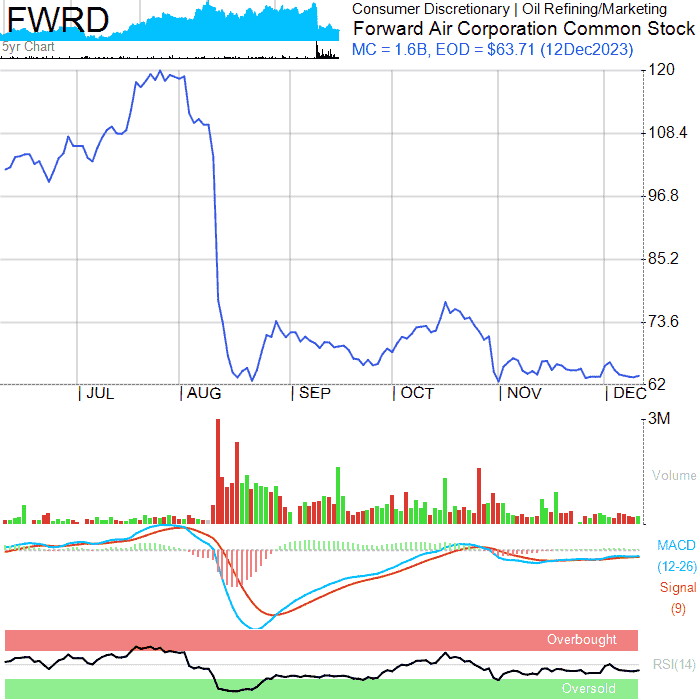 FWRD
5yr Chart
Consumer Discretionary | Oil Refining/Marketing
Forward Air Corporation Common Stock
MC = 1.6B, EOD = $63.71 (12Dec2023)
120
108.4
96.8
85.2
73.6
62
JUL AUG SEP OCT NOV DEC
3M
Volume
MACD
(12-26)
Signal
(9)
Overbought
RSI(14)
Oversold